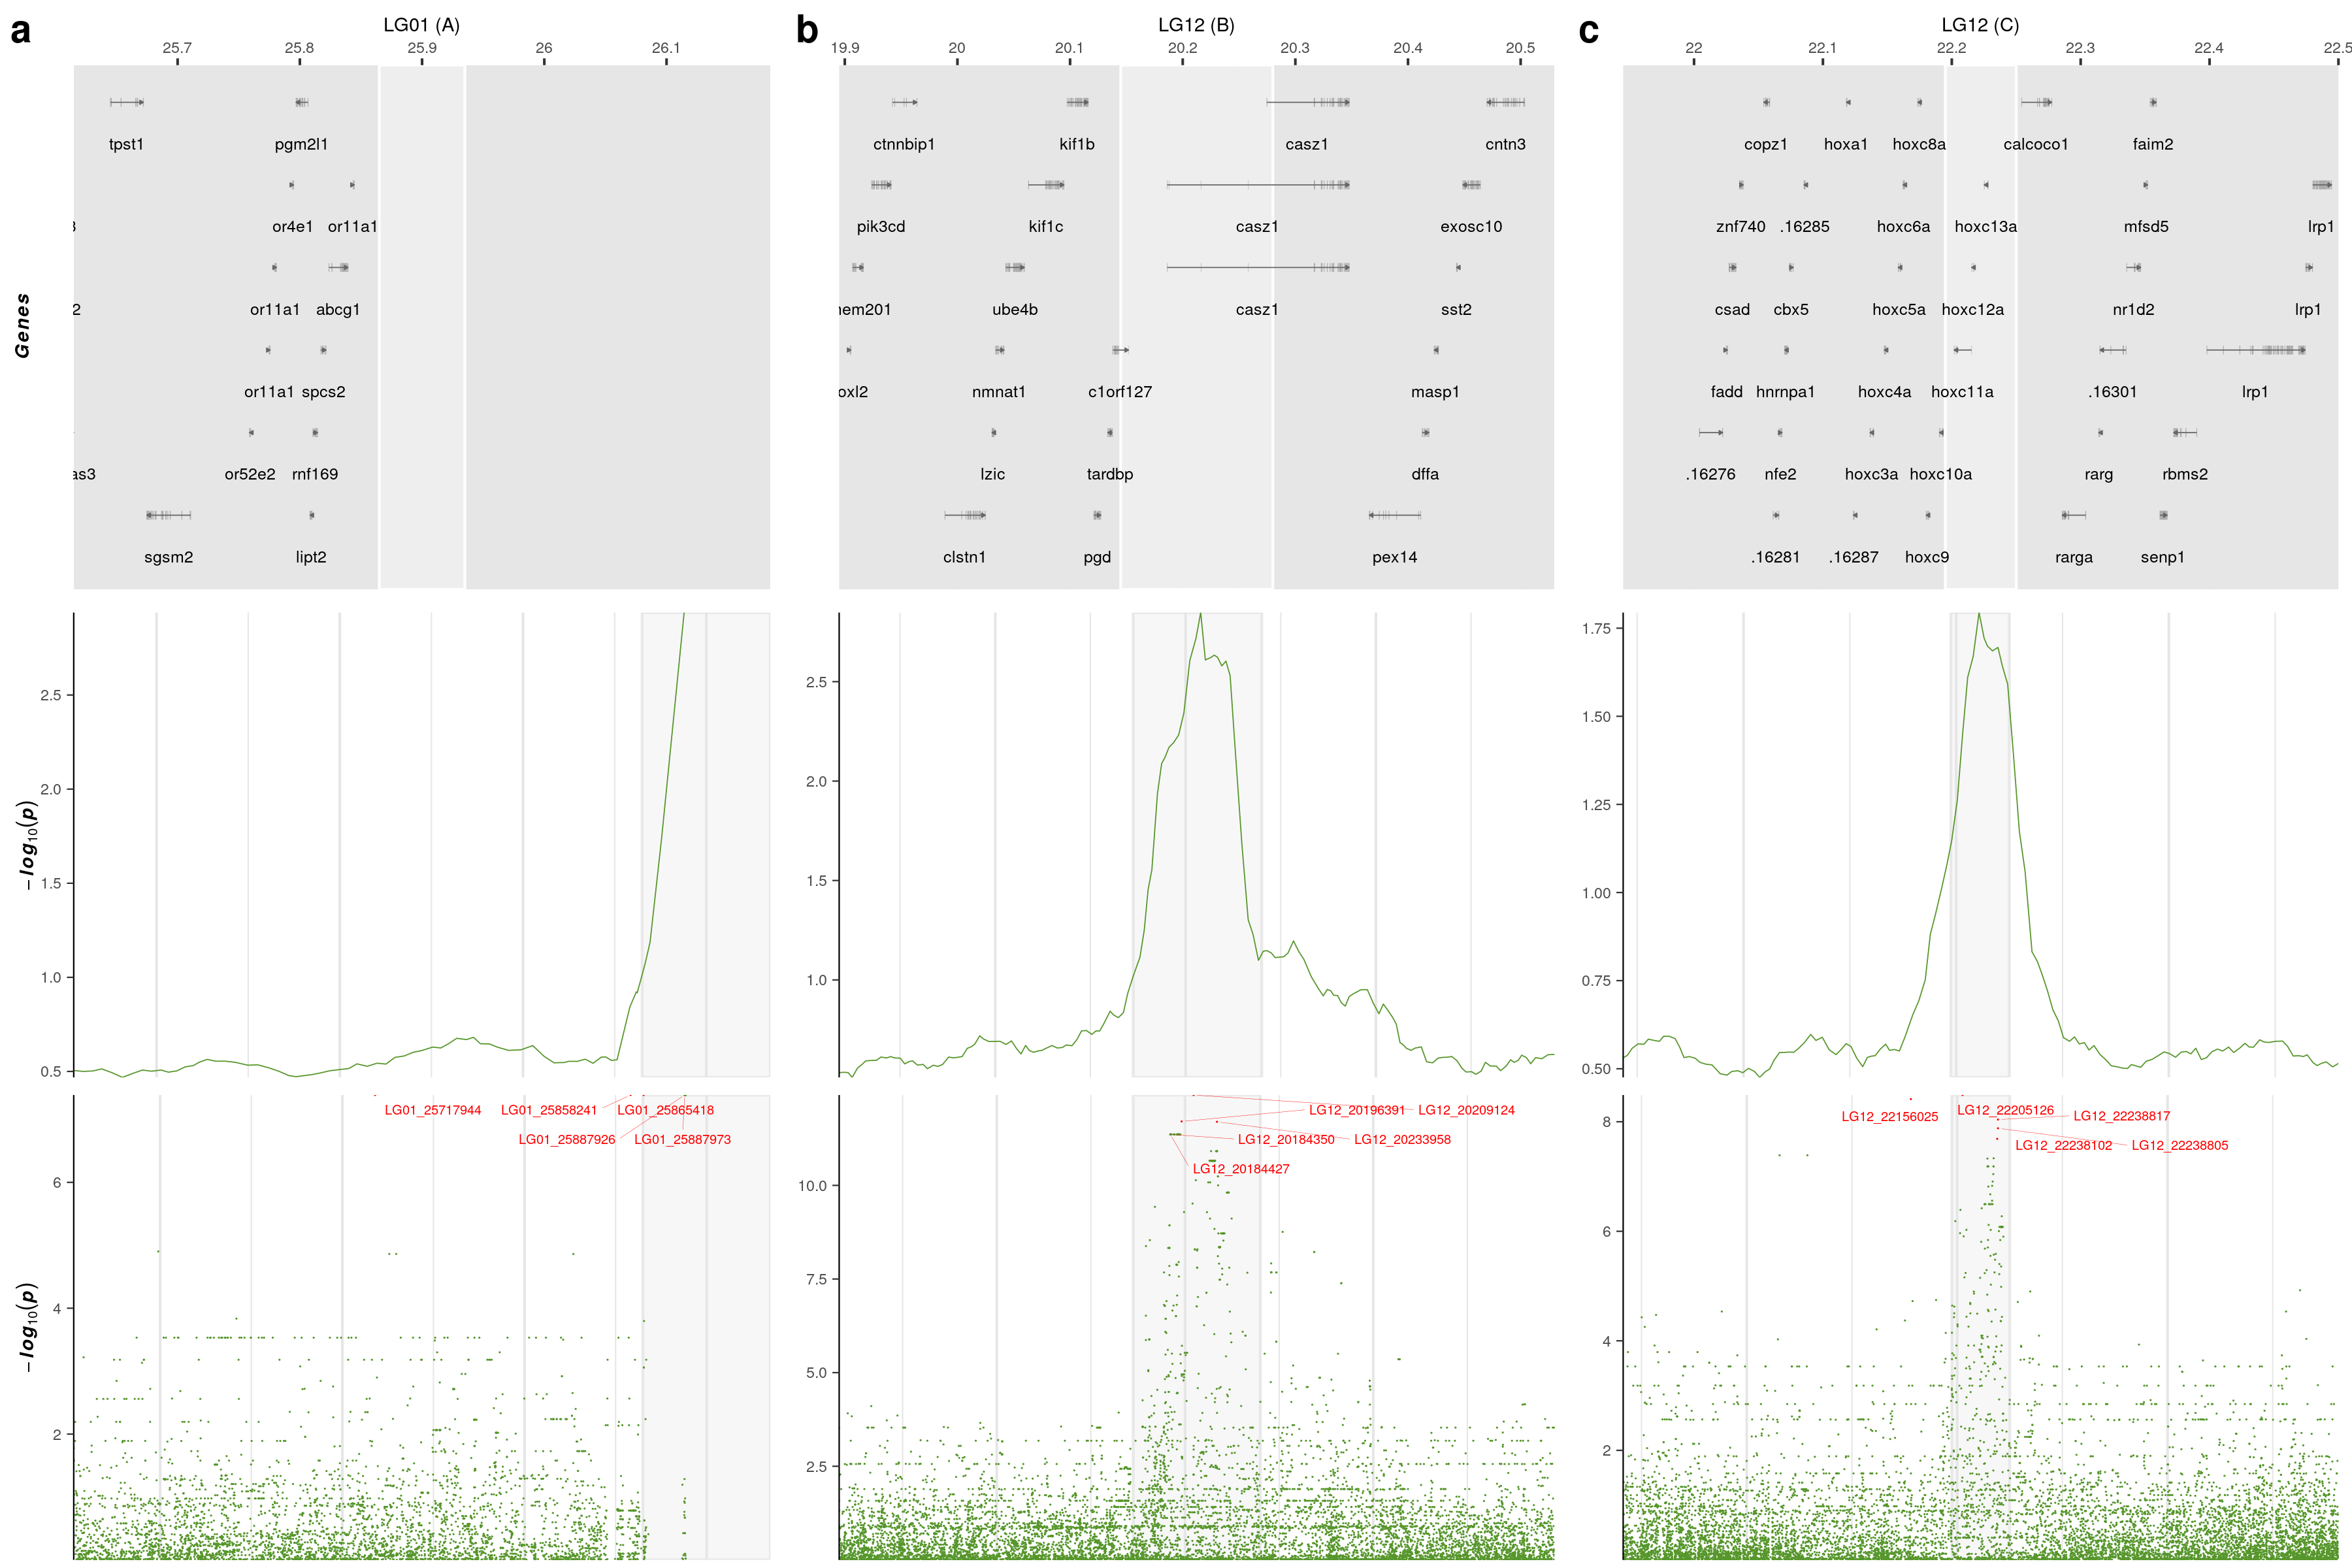 a
LG01 (A)
25.7 25.8 25.9 26 26.1
Genes
tpst1 pgm2l1
3 or4e1 or11a1
2 or11a1 abcg1
or11a1 spcs2
as3 or52e2 rnf169
sgsm2 lipt2
b
LG12 (B)
19.9 20 20.1 20.2 20.3 20.4 20.5
ctnnbip1 kif1b casz1 cntn3
pik3cd kif1c casz1 exosc10
em201 ube4b casz1 sst2
oxl2 nmnat1 c1orf127 masp1
lzic tardbp dffa
clstn1 pgd pex14
c
LG12 (C)
22 22.1 22.2 22.3 22.4 22.5
copz1 hoxa1 hoxc8a calcoco1 faim2
znf740 .16285 hoxc6a hoxc13a mfsd5 lrp1
csad cbx5 hoxc5a hoxc12a nr1d2 lrp1
fadd hnrnpa1 hoxc4a hoxc11a .16301 lrp1
.16276 nfe2 hoxc3a hoxc10a rarg rbms2
.16281 .16287 hoxc9 rarga senp1
−log10(p)
2.5
2.0
1.5
1.0
0.5
2.5
2.0
1.5
1.0
1.75
1.50
1.25
1.00
0.75
0.50
−log10(p)
6
4
2
LG01_25717944 LG01_25858241 LG01_25865418
LG01_25887926 LG01_25887973
10.0
7.5
5.0
2.5
LG12_20196391 LG12_20209124
LG12_20184350 LG12_20233958
LG12_20184427
8
6
4
2
LG12_22156025 LG12_22205126 LG12_22238817
LG12_22238102 LG12_22238805